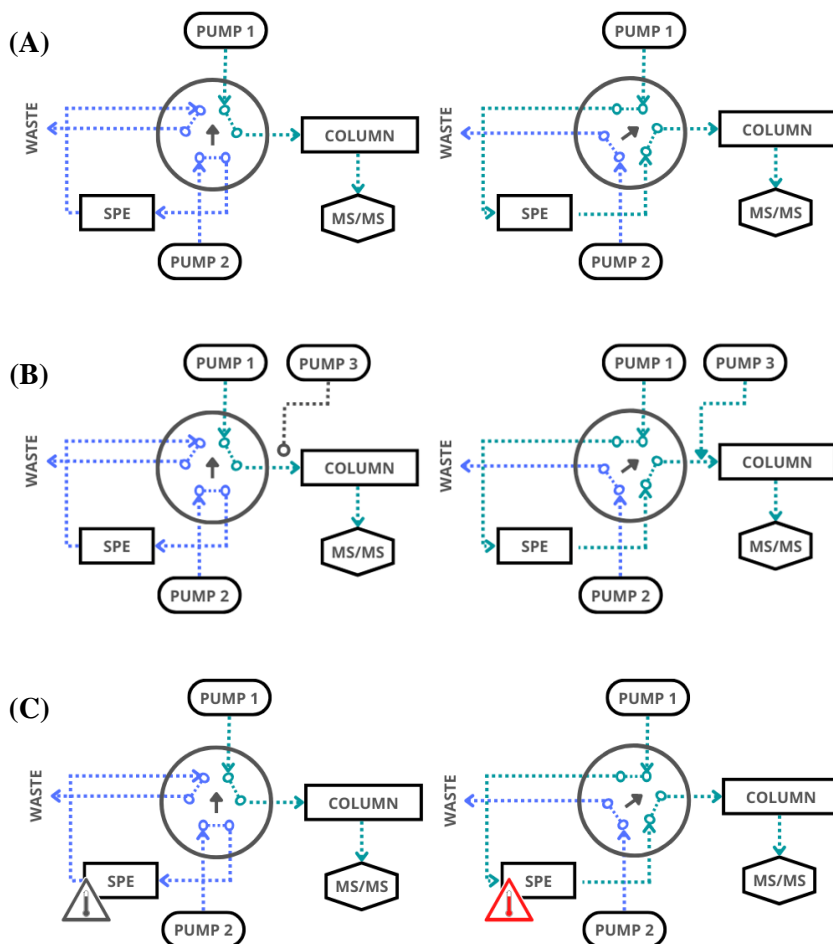 (A)
PUMP 1
WASTE
COLUMN
SPE
MS/MS
PUMP 2
PUMP 1
WASTE
COLUMN
SPE
MS/MS
PUMP 2
(B)
PUMP 1
PUMP 3
WASTE
COLUMN
SPE
MS/MS
PUMP 2
PUMP 1
PUMP 3
WASTE
COLUMN
SPE
MS/MS
PUMP 2
(C)
PUMP 1
WASTE
COLUMN
SPE
MS/MS
PUMP 2
PUMP 1
WASTE
COLUMN
SPE
MS/MS
PUMP 2